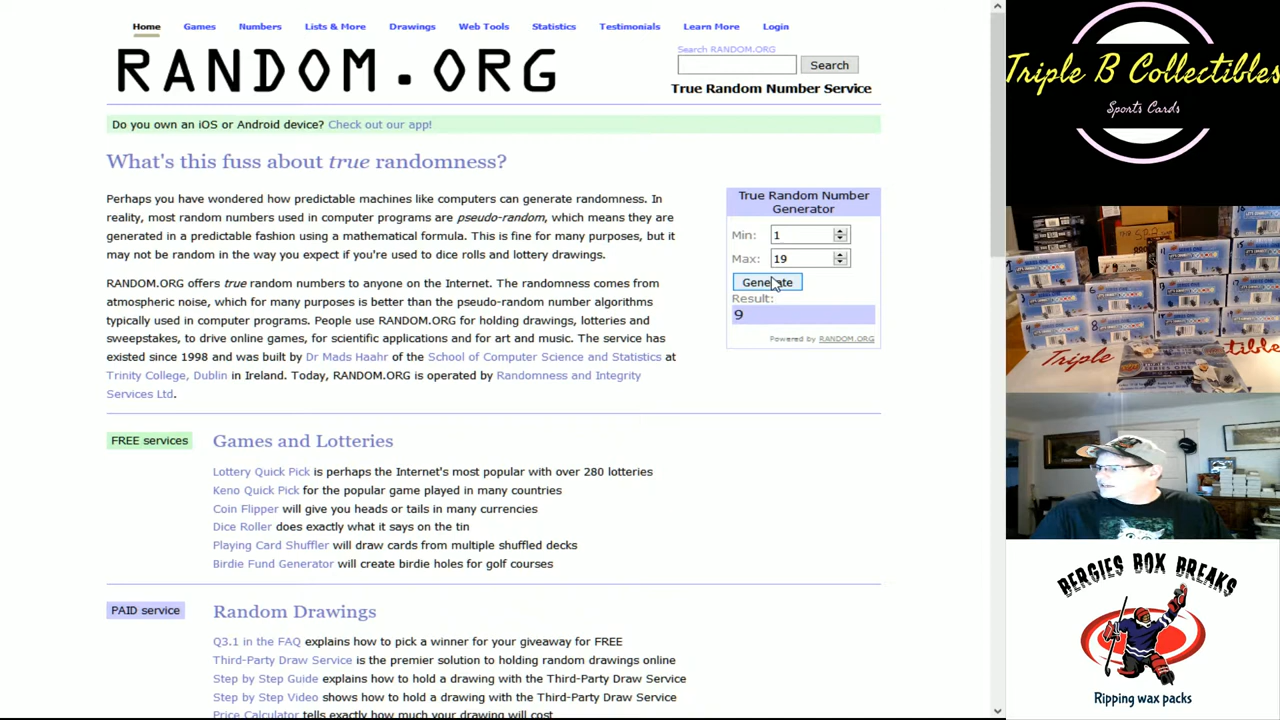 Home Games Numbers Lists & More Drawings Web Tools Statistics Testimonials Learn More Login
RANDOM.ORG
Search RANDOM.ORG
Search
True Random Number Service
Do you own an iOS or Android device? Check out our app!
What's this fuss about true randomness?
Perhaps you have wondered how predictable machines like computers can generate randomness. In
reality, most random numbers used in computer programs are pseudo-random, which means they are
generated in a predictable fashion using a mathematical formula. This is fine for many purposes, but it
may not be random in the way you expect if you're used to dice rolls and lottery drawings.
RANDOM.ORG offers true random numbers to anyone on the Internet. The randomness comes from
atmospheric noise, which for many purposes is better than the pseudo-random number algorithms
typically used in computer programs. People use RANDOM.ORG for holding drawings, lotteries and
sweepstakes, to drive online games, for scientific applications and for art and music. The service has
existed since 1998 and was built by Dr Mads Haahr of the School of Computer Science and Statistics at
Trinity College, Dublin in Ireland. Today, RANDOM.ORG is operated by Randomness and Integrity
Services Ltd.
True Random Number
Generator
Min: 1
Max: 19
Generate
Result:
9
Powered by RANDOM.ORG
FREE services
Games and Lotteries
Lottery Quick Pick is perhaps the Internet's most popular with over 280 lotteries
Keno Quick Pick for the popular game played in many countries
Coin Flipper will give you heads or tails in many currencies
Dice Roller does exactly what it says on the tin
Playing Card Shuffler will draw cards from multiple shuffled decks
Birdie Fund Generator will create birdie holes for golf courses
PAID service
Random Drawings
Q3.1 in the FAQ explains how to pick a winner for your giveaway for FREE
Third-Party Draw Service is the premier solution to holding random drawings online
Step by Step Guide explains how to hold a drawing with the Third-Party Draw Service
Step by Step Video shows how to hold a drawing with the Third-Party Draw Service
Price Calculator tells exactly how much your drawing will cost
Triple B Collectibles
Sports Cards
Triple
SERIES ONE
BERGIES BOX BREAKS
Ripping wax packs